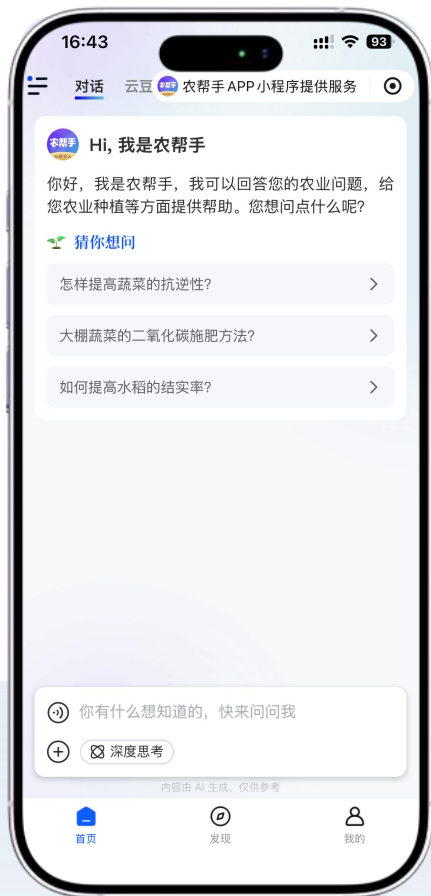 16:43
93
对话 云豆 农帮手APP小程序提供服务
农帮手
Hi, 我是农帮手
你好，我是农帮手，我可以回答您的农业问题，给
您农业种植等方面提供帮助。您想问点什么呢?
猜你想问
怎样提高蔬菜的抗逆性?
大棚蔬菜的二氧化碳施肥方法?
如何提高水稻的结实率?
你有什么想知道的，快来问问我
深度思考
内容由 AI 生成，仅供参考
首页 发现 我的